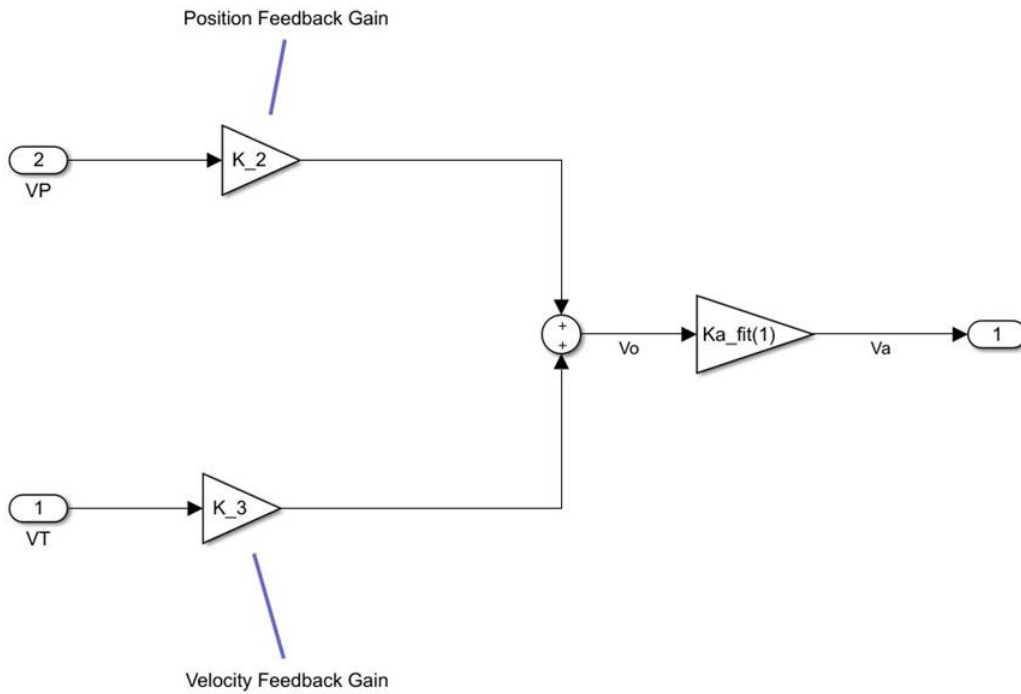 Position Feedback Gain
2
K_2
VP
+
+
Vo
Ka_fit(1)
Va
1
1
K_3
VT
Velocity Feedback Gain